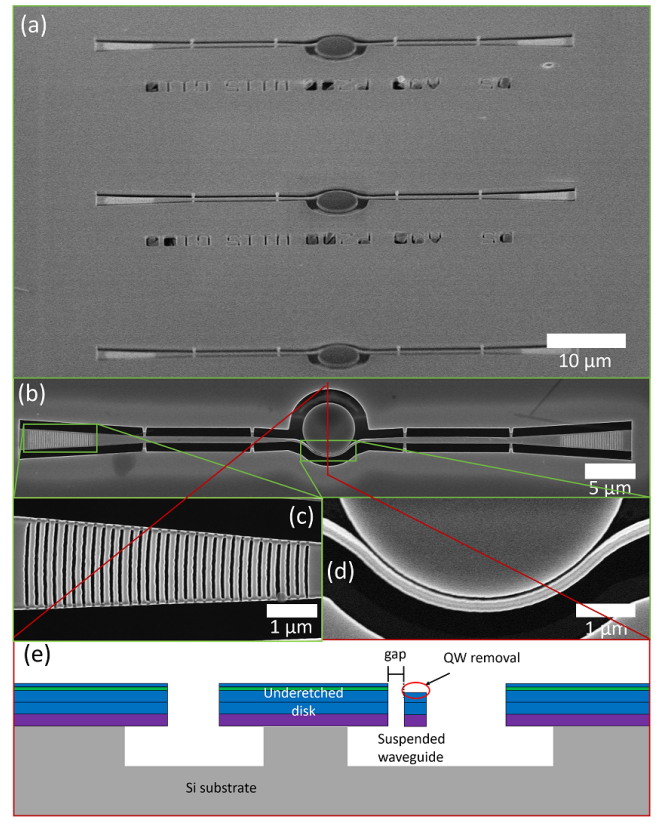 (a)
10 µm
(b)
5 µm
(c)
1 µm
(d)
1 µm
(e)
gap
QW removal
Underetched
disk
Suspended
waveguide
Si substrate